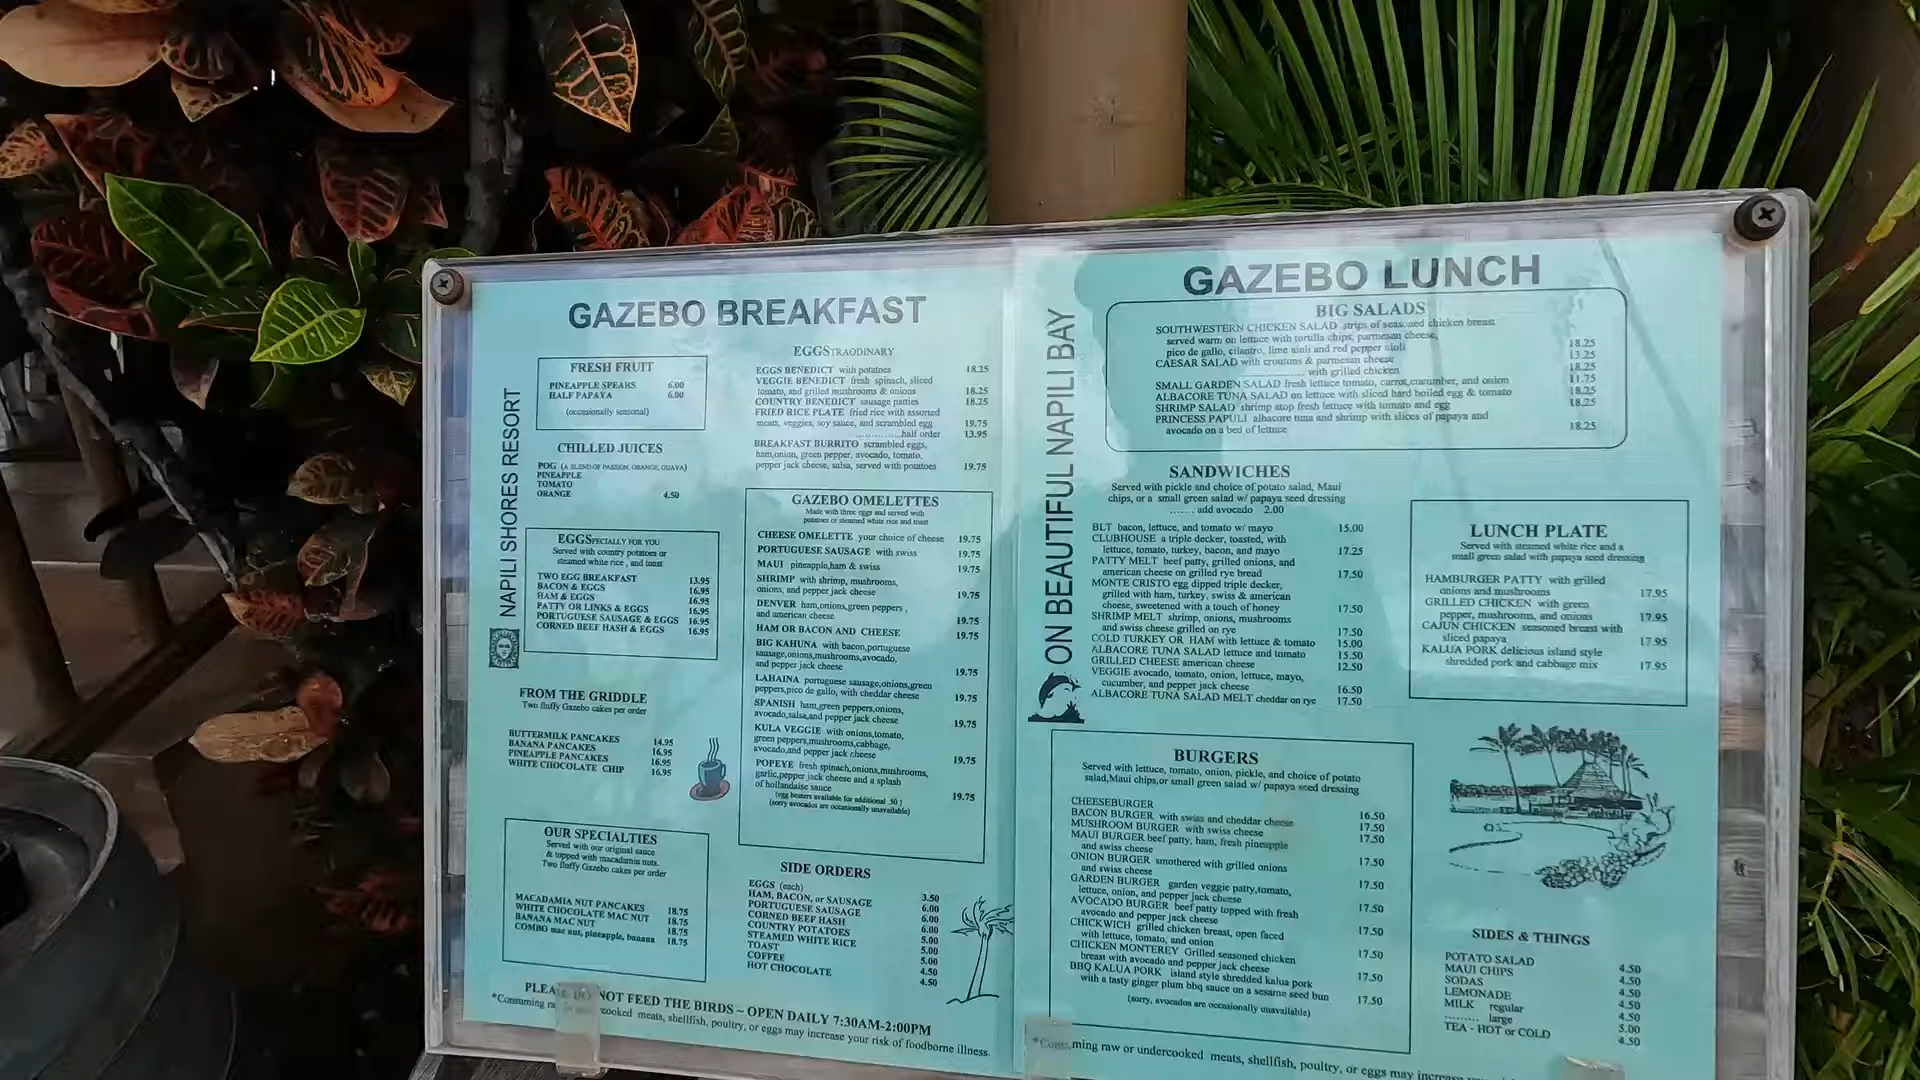 GAZEBO BREAKFAST
NAPILI SHORES RESORT
FRESH FRUIT
PINEAPPLE SPEARS 6.00
HALF PAPAYA 6.00
(occasionally seasonal)
CHILLED JUICES
POG (A BLEND OF PASSION, ORANGE, GUAVA)
PINEAPPLE
TOMATO
ORANGE 4.50
EGGSPECIALLY FOR YOU
Served with country potatoes or
steamed white rice, and toast
TWO EGG BREAKFAST 13.95
BACON & EGGS 16.95
HAM & EGGS 16.95
PATTY OR LINKS & EGGS 16.95
PORTUGUESE SAUSAGE & EGGS 16.95
CORNED BEEF HASH & EGGS 16.95
FROM THE GRIDDLE
Two fluffy Gazebo cakes per order
BUTTERMILK PANCAKES 14.95
BANANA PANCAKES 16.95
PINEAPPLE PANCAKES 16.95
WHITE CHOCOLATE CHIP 16.95
OUR SPECIALTIES
Served with our original sauce
& topped with macadamia nuts.
Two fluffy Gazebo cakes per order
MACADAMIA NUT PANCAKES 18.75
WHITE CHOCOLATE MAC NUT 18.75
BANANA MAC NUT 18.75
COMBO mac nut, pineapple, banana 18.75
EGGSTRAODINARY
EGGS BENEDICT with potatoes 18.25
VEGGIE BENEDICT fresh spinach, sliced
tomato, and grilled mushrooms & onions 18.25
COUNTRY BENEDICT sausage patties 18.25
FRIED RICE PLATE fried rice with assorted
meats, veggies, soy sauce, and scrambled egg 19.75
..............half order 13.95
BREAKFAST BURRITO scrambled eggs,
ham,onion, green pepper, avocado, tomato,
pepper jack cheese, salsa, served with potatoes 19.75
GAZEBO OMELETTES
Made with three eggs and served with
potatoes or steamed white rice and toast
CHEESE OMELETTE your choice of cheese 19.75
PORTUGUESE SAUSAGE with swiss 19.75
MAUI pineapple,ham & swiss 19.75
SHRIMP with shrimp, mushrooms,
onions, and pepper jack cheese 19.75
DENVER ham,onions,green peppers ,
and american cheese 19.75
HAM OR BACON AND CHEESE 19.75
BIG KAHUNA with bacon,portuguese
sausage,onions,mushrooms,avocado,
and pepper jack cheese 19.75
LAHAINA portuguese sausage,onions,green
peppers,pico de gallo, with cheddar cheese 19.75
SPANISH ham,green peppers,onions,
avocado,salsa,and pepper jack cheese 19.75
KULA VEGGIE with onions,tomato,
green peppers,mushrooms,cabbage,
avocado,and pepper jack cheese 19.75
POPEYE fresh spinach,onions,mushrooms,
garlic,pepper jack cheese and a splash
of hollandaise sauce 19.75
(egg beaters available for additional .50 )
(sorry avocados are occasionally unavailable)
SIDE ORDERS
EGGS (each) 3.50
HAM, BACON, or SAUSAGE 6.00
PORTUGUESE SAUSAGE 6.00
CORNED BEEF HASH 6.00
COUNTRY POTATOES 5.00
STEAMED WHITE RICE 5.00
TOAST 5.00
COFFEE 4.50
HOT CHOCOLATE 4.50
NOT FEED THE BIRDS ~ OPEN DAILY 7:30AM-2:00PM
*Consuming meats, shellfish, poultry, or eggs may increase your risk of foodborne illness.
GAZEBO LUNCH
ON BEAUTIFUL NAPILI BAY
BIG SALADS
SOUTHWESTERN CHICKEN SALAD strips of seasoned chicken breast
served warm on lettuce with tortilla chips, parmesan cheese,
pico de gallo, cilantro, lime aioli and red pepper aioli 18.25
CAESAR SALAD with croutons & parmesan cheese 13.25
with grilled chicken 18.25
SMALL GARDEN SALAD fresh lettuce tomato, carrot,cucumber, and onion 11.75
ALBACORE TUNA SALAD on lettuce with sliced hard boiled egg & tomato 18.25
SHRIMP SALAD shrimp atop fresh lettuce with tomato and egg 18.25
PRINCESS PAPULI albacore tuna and shrimp with slices of papaya and
avocado on a bed of lettuce 18.25
SANDWICHES
Served with pickle and choice of potato salad, Maui
chips, or a small green salad w/ papaya seed dressing
....... add avocado 2.00
BLT bacon, lettuce, and tomato w/ mayo 15.00
CLUBHOUSE a triple decker, toasted, with
lettuce, tomato, turkey, bacon, and mayo 17.25
PATTY MELT beef patty, grilled onions, and
american cheese on grilled rye bread 17.50
MONTE CRISTO egg dipped triple decker,
grilled with ham, turkey, swiss & american
cheese, sweetened with a touch of honey 17.50
SHRIMP MELT shrimp, onions, mushrooms
and swiss cheese grilled on rye 17.50
COLD TURKEY OR HAM with lettuce & tomato 15.00
ALBACORE TUNA SALAD lettuce and tomato 15.50
GRILLED CHEESE american cheese 12.50
VEGGIE avocado, tomato, onion, lettuce, mayo,
cucumber, and pepper jack cheese 16.50
ALBACORE TUNA SALAD MELT cheddar on rye 17.50
BURGERS
Served with lettuce, tomato, onion, pickle, and choice of potato
salad,Maui chips,or small green salad w/ papaya seed dressing
CHEESEBURGER 16.50
BACON BURGER with swiss and cheddar cheese 17.50
MUSHROOM BURGER with swiss cheese 17.50
MAUI BURGER beef patty, ham, fresh pineapple
and swiss cheese 17.50
ONION BURGER smothered with grilled onions
and swiss cheese 17.50
GARDEN BURGER garden veggie patty,tomato,
lettuce, onion, and pepper jack cheese 17.50
AVOCADO BURGER beef patty topped with fresh
avocado and pepper jack cheese 17.50
CHICKWICH grilled chicken breast, open faced
with lettuce, tomato, and onion 17.50
CHICKEN MONTEREY Grilled seasoned chicken
breast with avocado and pepper jack cheese 17.50
BBQ KALUA PORK island style shredded kalua pork
with a tasty ginger plum bbq sauce on a sesame seed bun 17.50
(sorry, avocados are occasionally unavailable)
LUNCH PLATE
Served with steamed white rice and a
small green salad with papaya seed dressing
HAMBURGER PATTY with grilled
onions and mushrooms 17.95
GRILLED CHICKEN with green
pepper, mushrooms, and onions 17.95
CAJUN CHICKEN seasoned breast with
sliced papaya 17.95
KALUA PORK delicious island style
shredded pork and cabbage mix 17.95
SIDES & THINGS
POTATO SALAD 4.50
MAUI CHIPS 4.50
SODAS 4.50
LEMONADE 4.50
MILK regular 4.50
......... large 5.00
TEA - HOT or COLD 4.50
raw or undercooked meats, shellfish, poultry, or eggs may increase